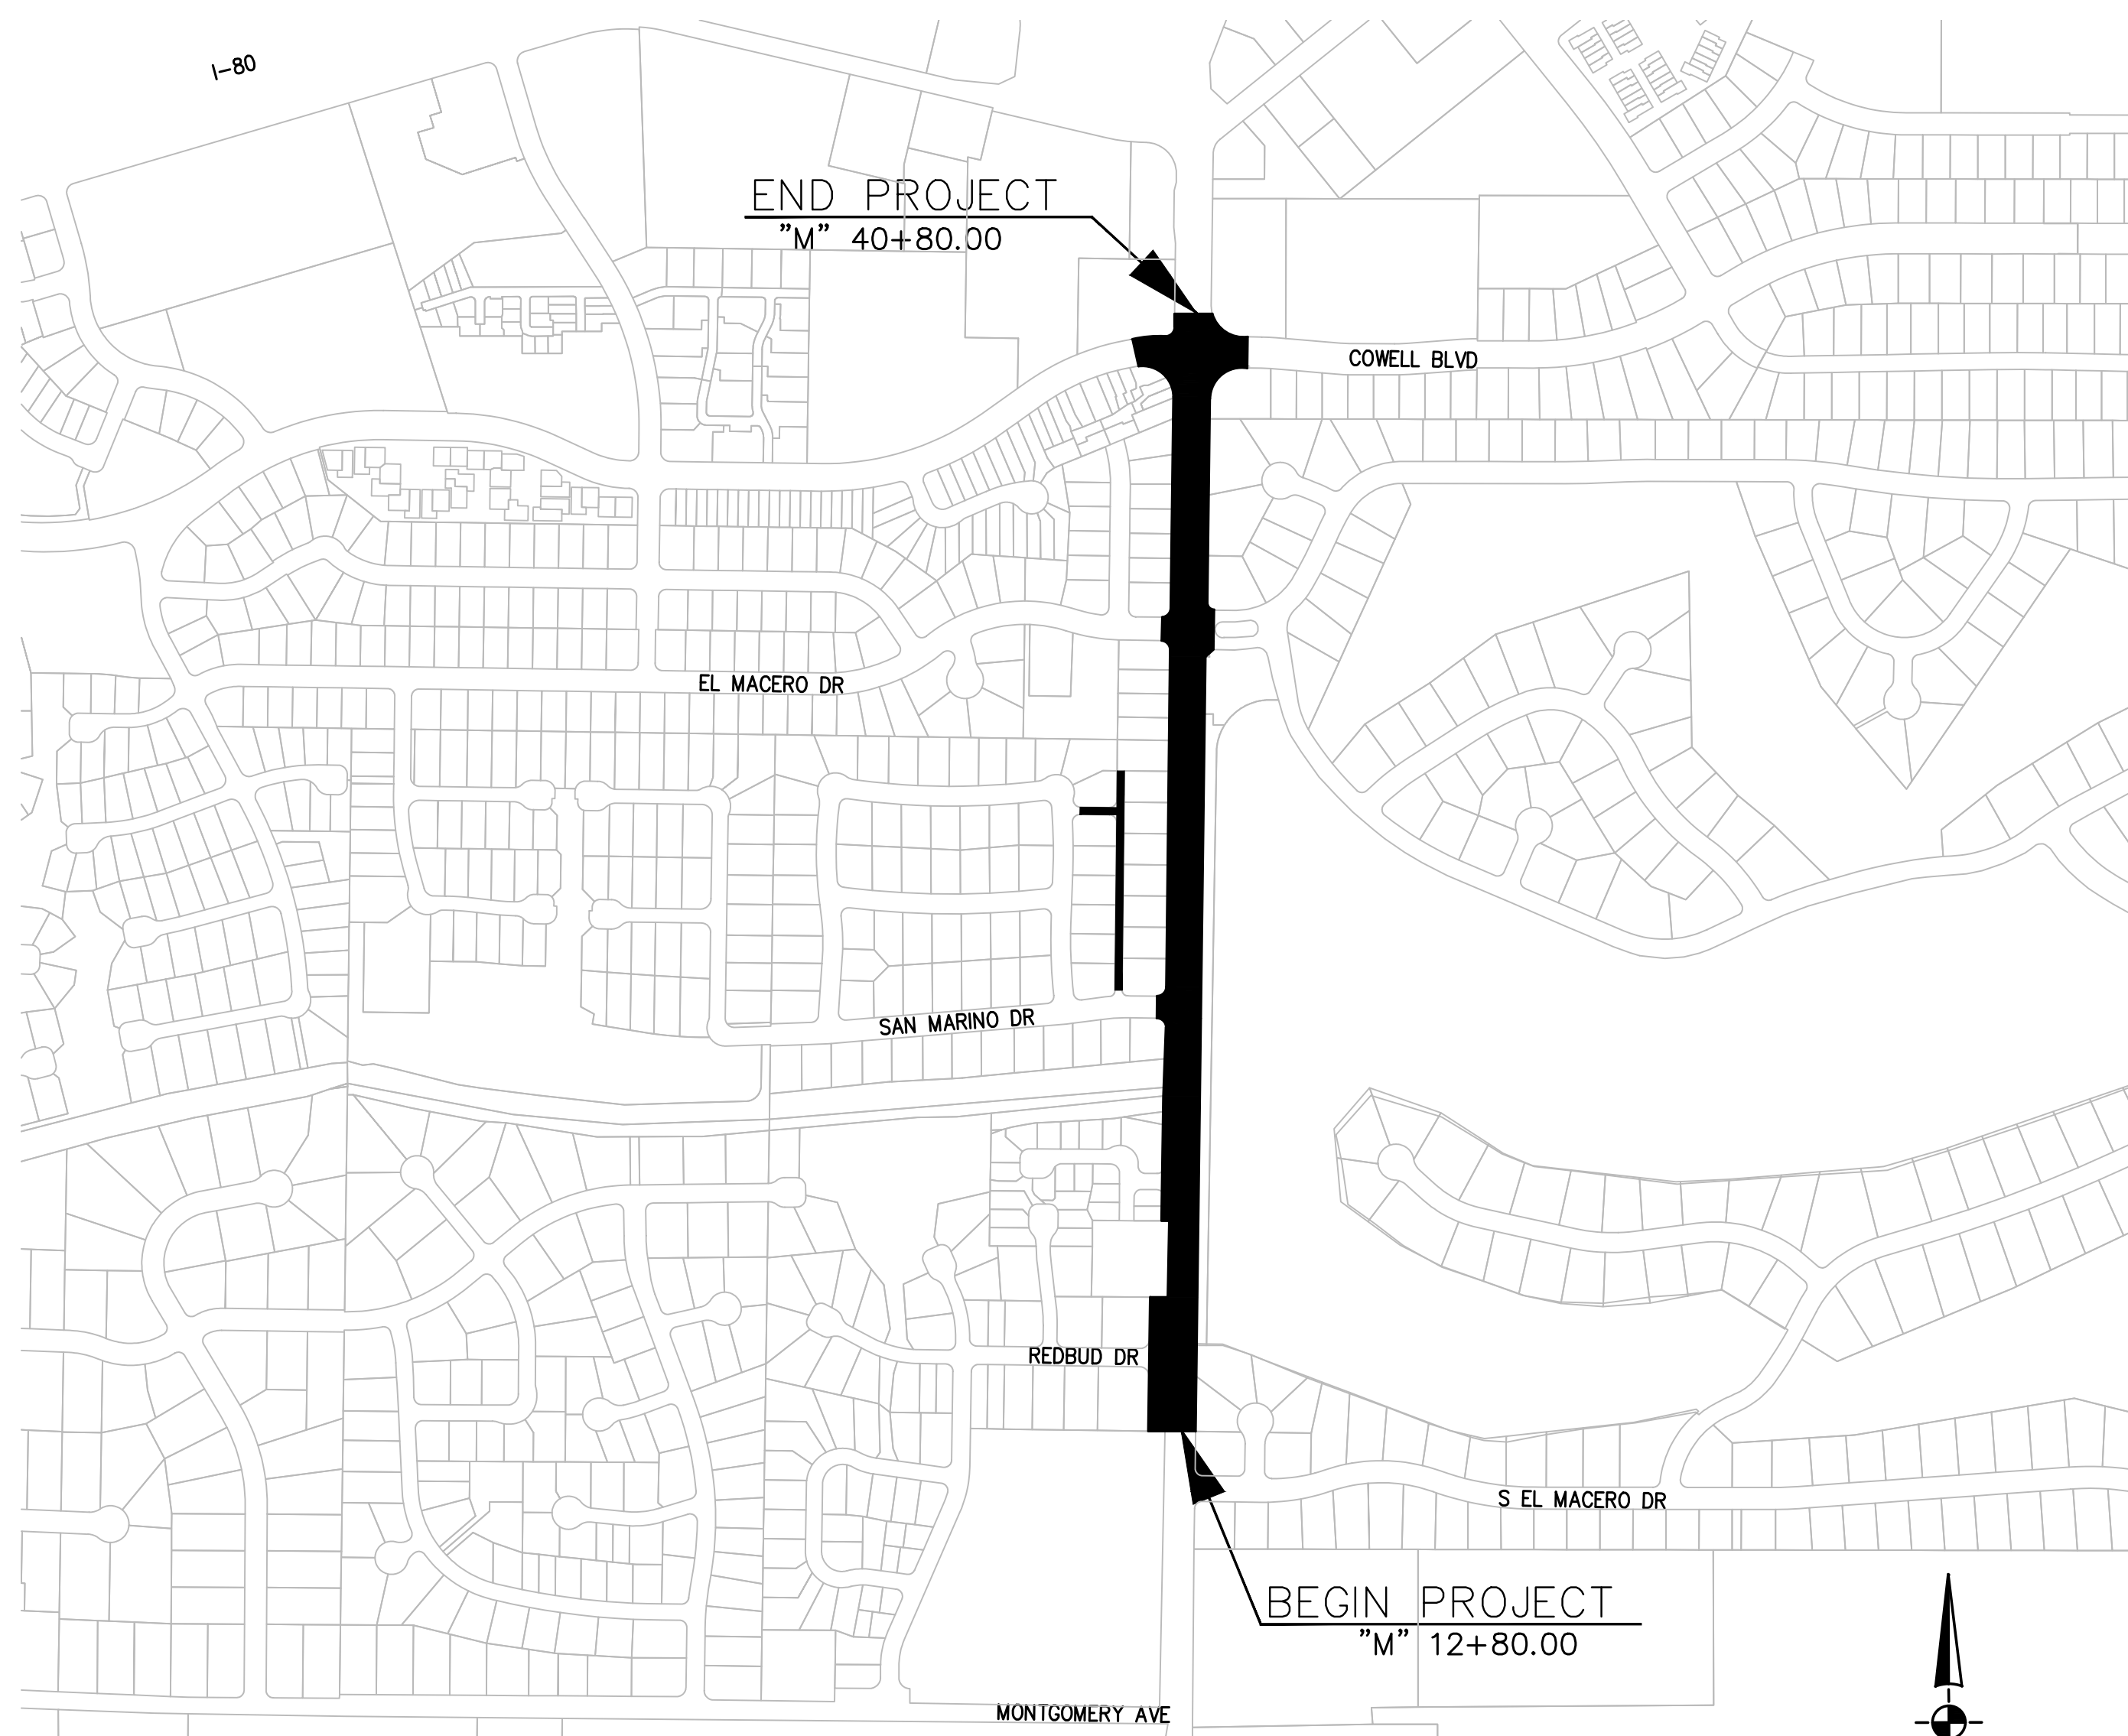 I-80
END PROJECT
"M" 40+80.00
COWELL BLVD
EL MACERO DR
SAN MARINO DR
REDBUD DR
S EL MACERO DR
BEGIN PROJECT
"M" 12+80.00
MONTGOMERY AVE